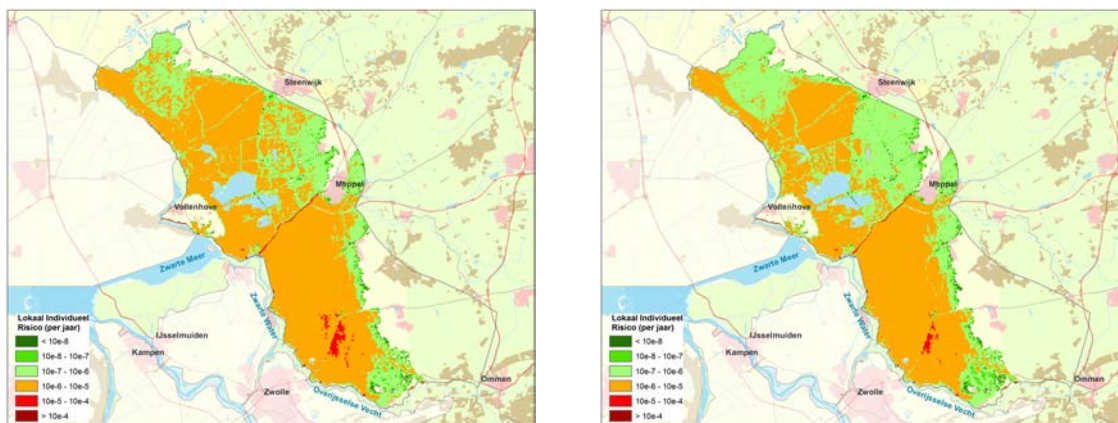 Steenwijk
Meppel
Vollenhove
Zwarte Meer
Lokaal Individueel
Risico (per jaar)
< 10e-8
10e-8 - 10e-7
10e-7 - 10e-6
10e-6 - 10e-5
10e-5 - 10e-4
> 10e-4
IJsselmuiden
Kampen
Zwarte Water
Zwolle
Overijsselse Vecht
Ommen
Steenwijk
Meppel
Vollenhove
Zwarte Meer
Lokaal Individueel
Risico (per jaar)
< 10e-8
10e-8 - 10e-7
10e-7 - 10e-6
10e-6 - 10e-5
10e-5 - 10e-4
> 10e-4
IJsselmuiden
Kampen
Zwarte Water
Zwolle
Overijsselse Vecht
Ommen